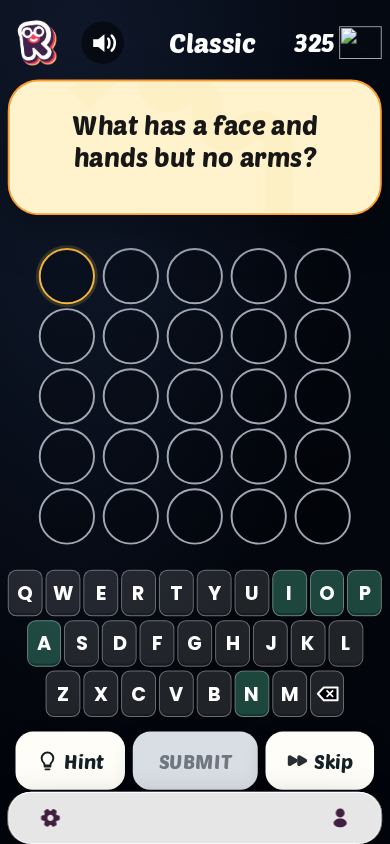 Classic
325
What has a face and
hands but no arms?
Q W E R T Y U I O P
A S D F G H J K L
Z X C V B N M
Hint
SUBMIT
Skip